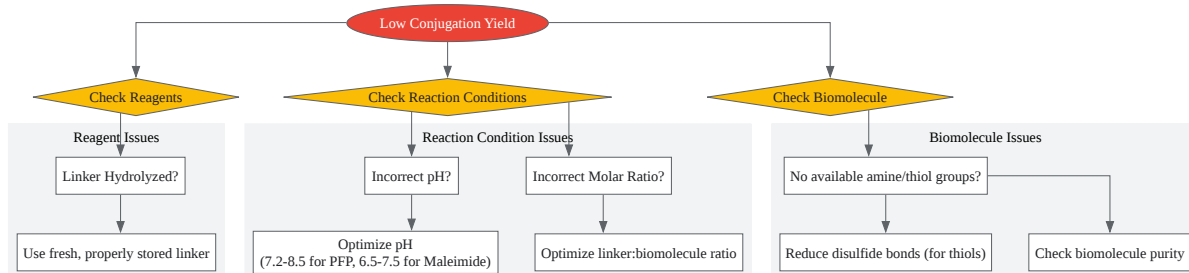 Low Conjugation Yield
Check Reagents
Check Reaction Conditions
Check Biomolecule
Reagent Issues
Reaction Condition Issues
Biomolecule Issues
Linker Hydrolyzed?
Incorrect pH?
Incorrect Molar Ratio?
No available amine/thiol groups?
Use fresh, properly stored linker
Optimize pH
(7.2-8.5 for PFP, 6.5-7.5 for Maleimide)
Optimize linker:biomolecule ratio
Reduce disulfide bonds (for thiols)
Check biomolecule purity